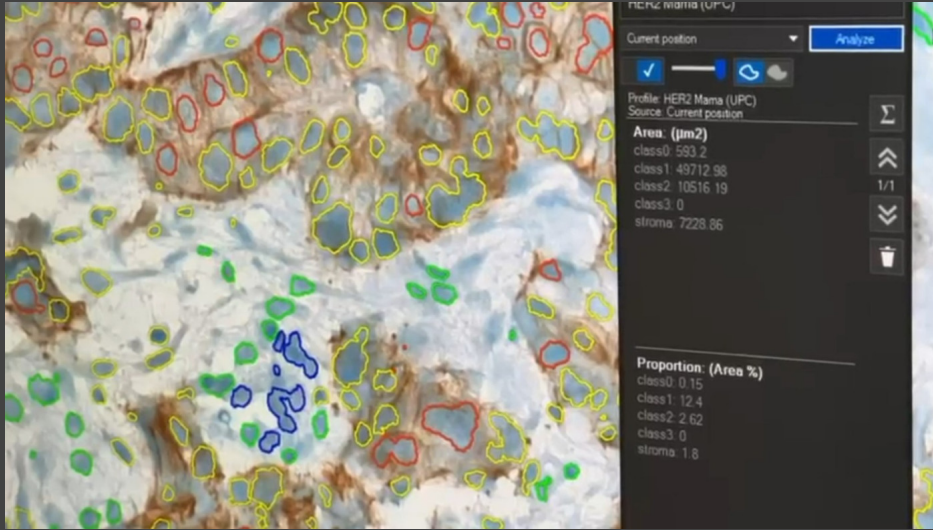 HER2 Mama (UPC)
Current position
Analyze
Profile: HER2 Mama (UPC)
Source: Current position
Σ
Area: (µm2)
class0: 593.2
class1: 49712.98
class2: 10516.19
class3: 0
stroma: 7228.86
1/1
Proportion: (Area %)
class0: 0.15
class1: 12.4
class2: 2.62
class3: 0
stroma: 1.8